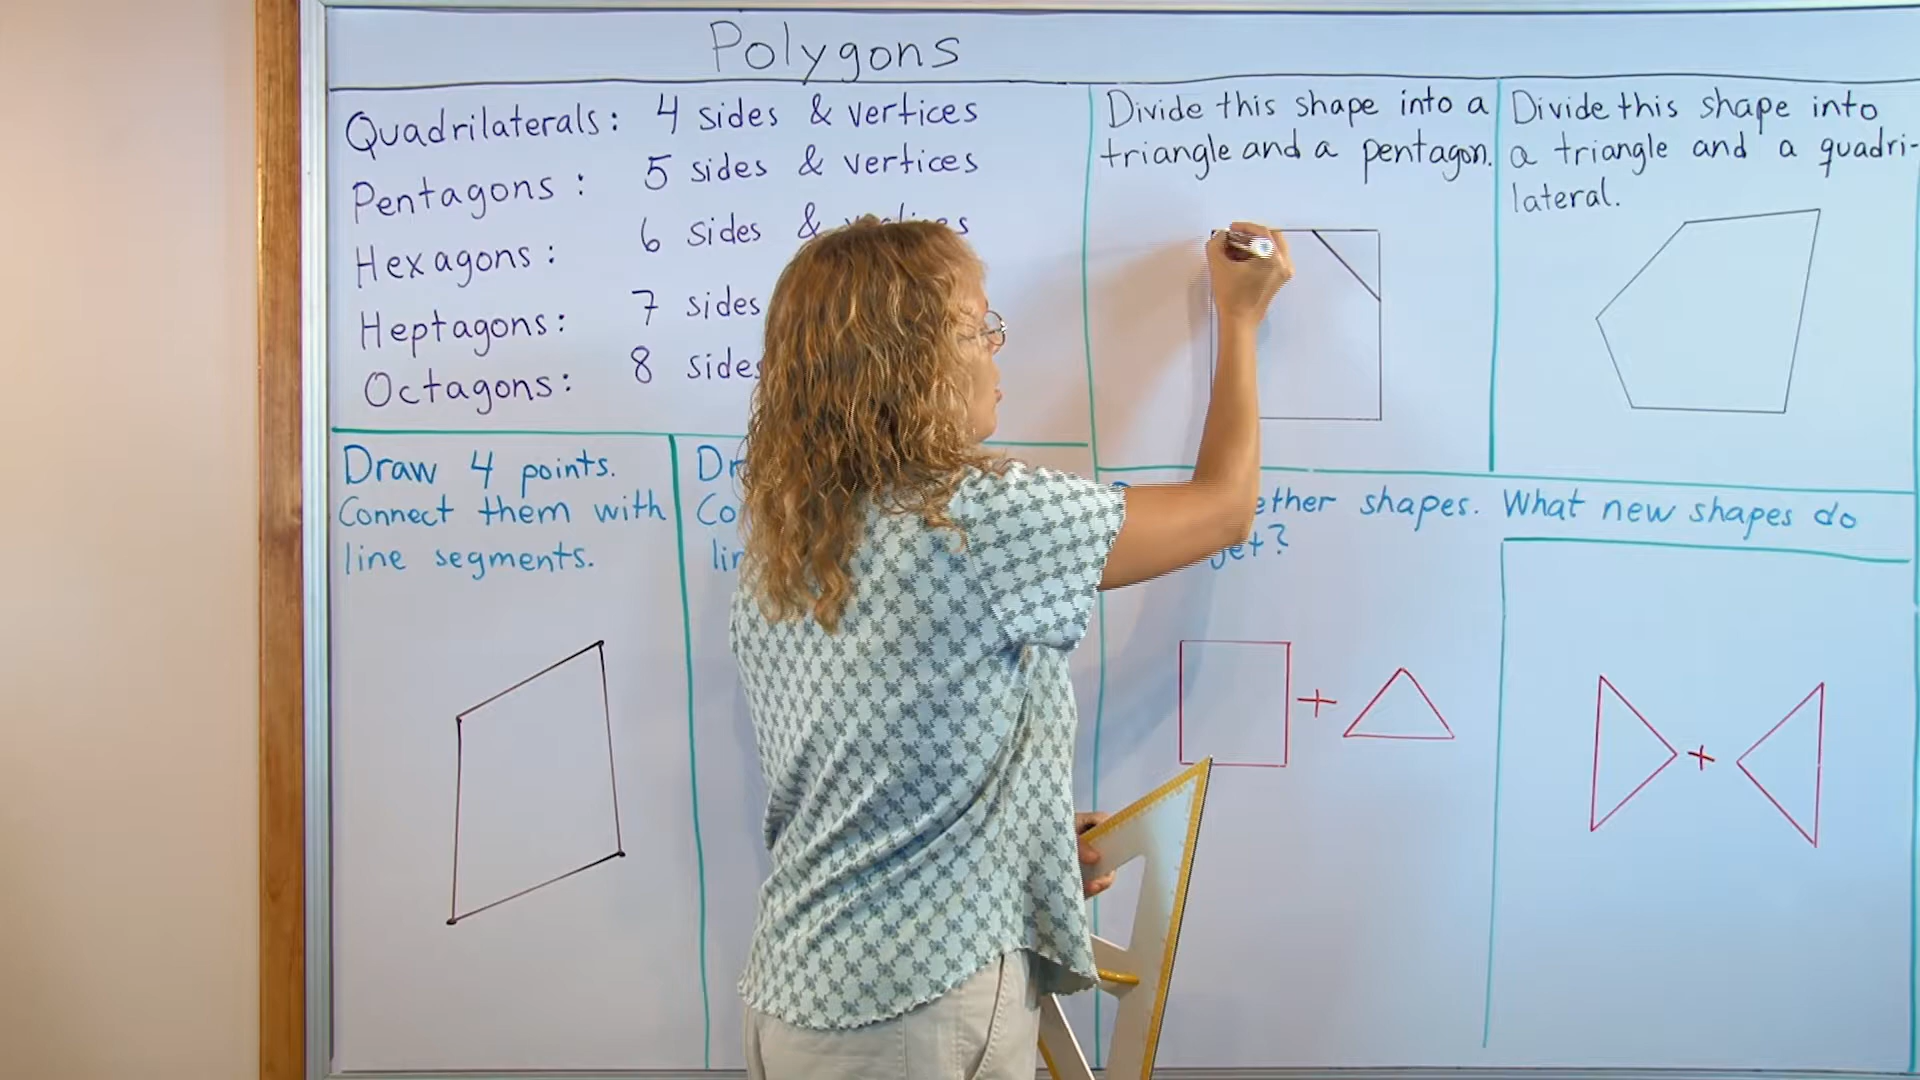 Polygons
Quadrilaterals: 4 sides & vertices
Pentagons: 5 sides & vertices
Hexagons: 6 sides &
Heptagons: 7 sides
Octagons: 8 sides
Divide this shape into a
triangle and a pentagon.
Divide this shape into
a triangle and a quadri-
lateral.
Draw 4 points.
Connect them with
line segments.
shapes. What new shapes do
get?
+
+